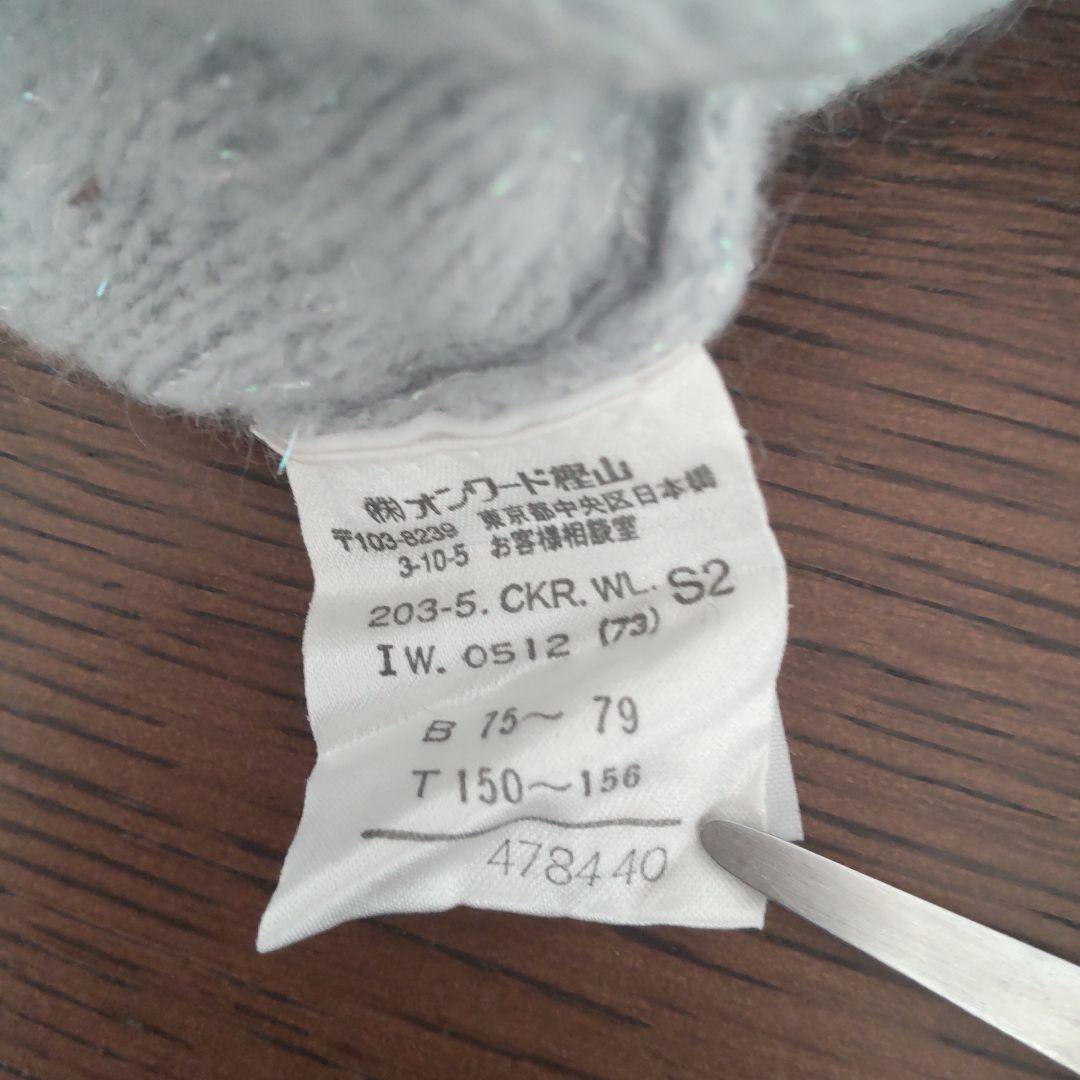 ㈱オンワード樫山
〒103-8239 東京都中央区日本橋
3-10-5 お客様相談室
203-5. CKR. WL. S2
IW. 0512 (73)
B 75～ 79
T 150～156
478440